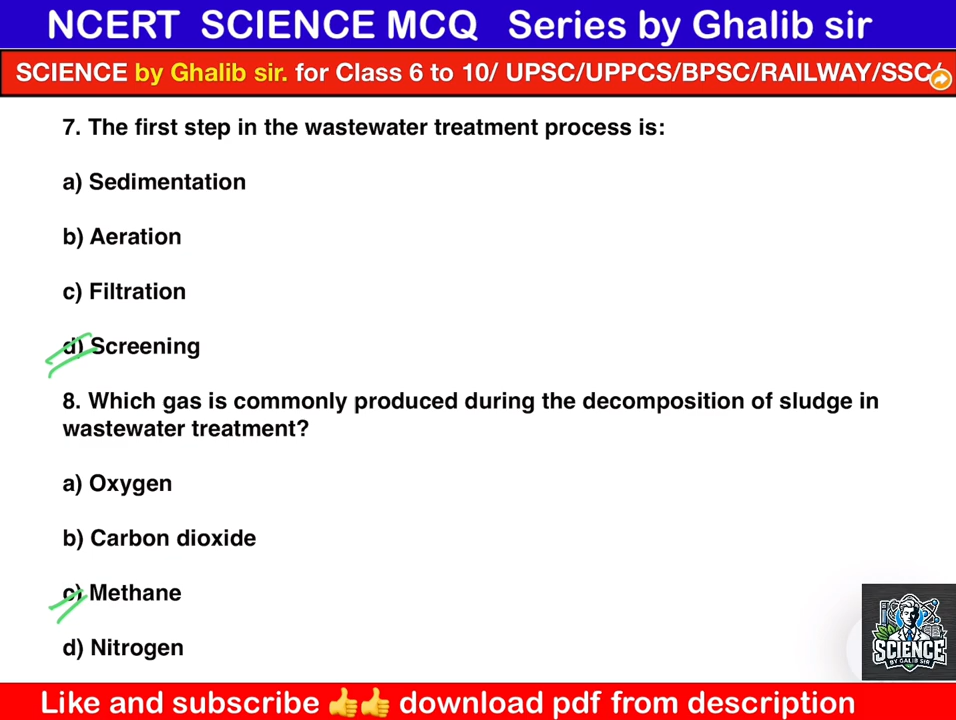 NCERT SCIENCE MCQ Series by Ghalib sir
SCIENCE by Ghalib sir. for Class 6 to 10/ UPSC/UPPCS/BPSC/RAILWAY/SSC/
7. The first step in the wastewater treatment process is:
a) Sedimentation
b) Aeration
c) Filtration
d) Screening
8. Which gas is commonly produced during the decomposition of sludge in
wastewater treatment?
a) Oxygen
b) Carbon dioxide
c) Methane
d) Nitrogen
SCIENCE
BY GALIB SIR
Like and subscribe 👍👍 download pdf from description